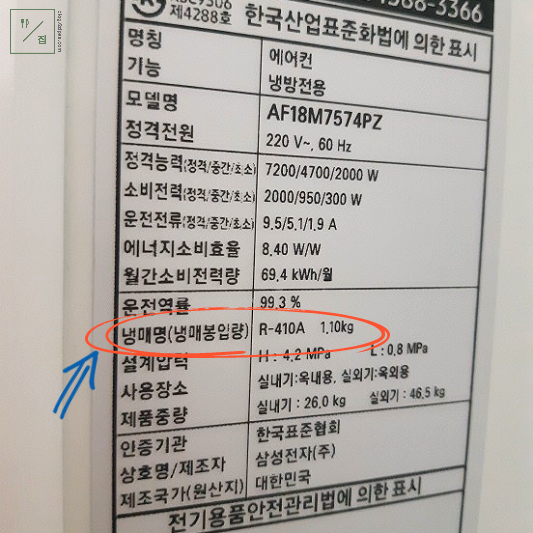 제4288호
한국산업표준화법에 의한 표시
명칭 에어컨
기능 냉방전용
모델명 AF18M7574PZ
정격전원 220 V~, 60 Hz
정격능력(정격/중간/최소) 7200/4700/2000 W
소비전력(정격/중간/최소) 2000/950/300 W
운전전류(정격/중간/최소) 9.5/5.1/1.9 A
에너지소비효율 8.40 W/W
월간소비전력량 69.4 kWh/월
운전역률 99.3 %
냉매명(냉매봉입량) R-410A 1.10kg
설계압력 H : 4.2 MPa L : 0.8 MPa
사용장소 실내기:옥내용, 실외기:옥외용
제품중량 실내기 : 26.0 kg 실외기 : 46.5 kg
인증기관 한국표준협회
상호명/제조자 삼성전자(주)
제조국가(원산지) 대한민국
전기용품안전관리법에 의한 표시
집